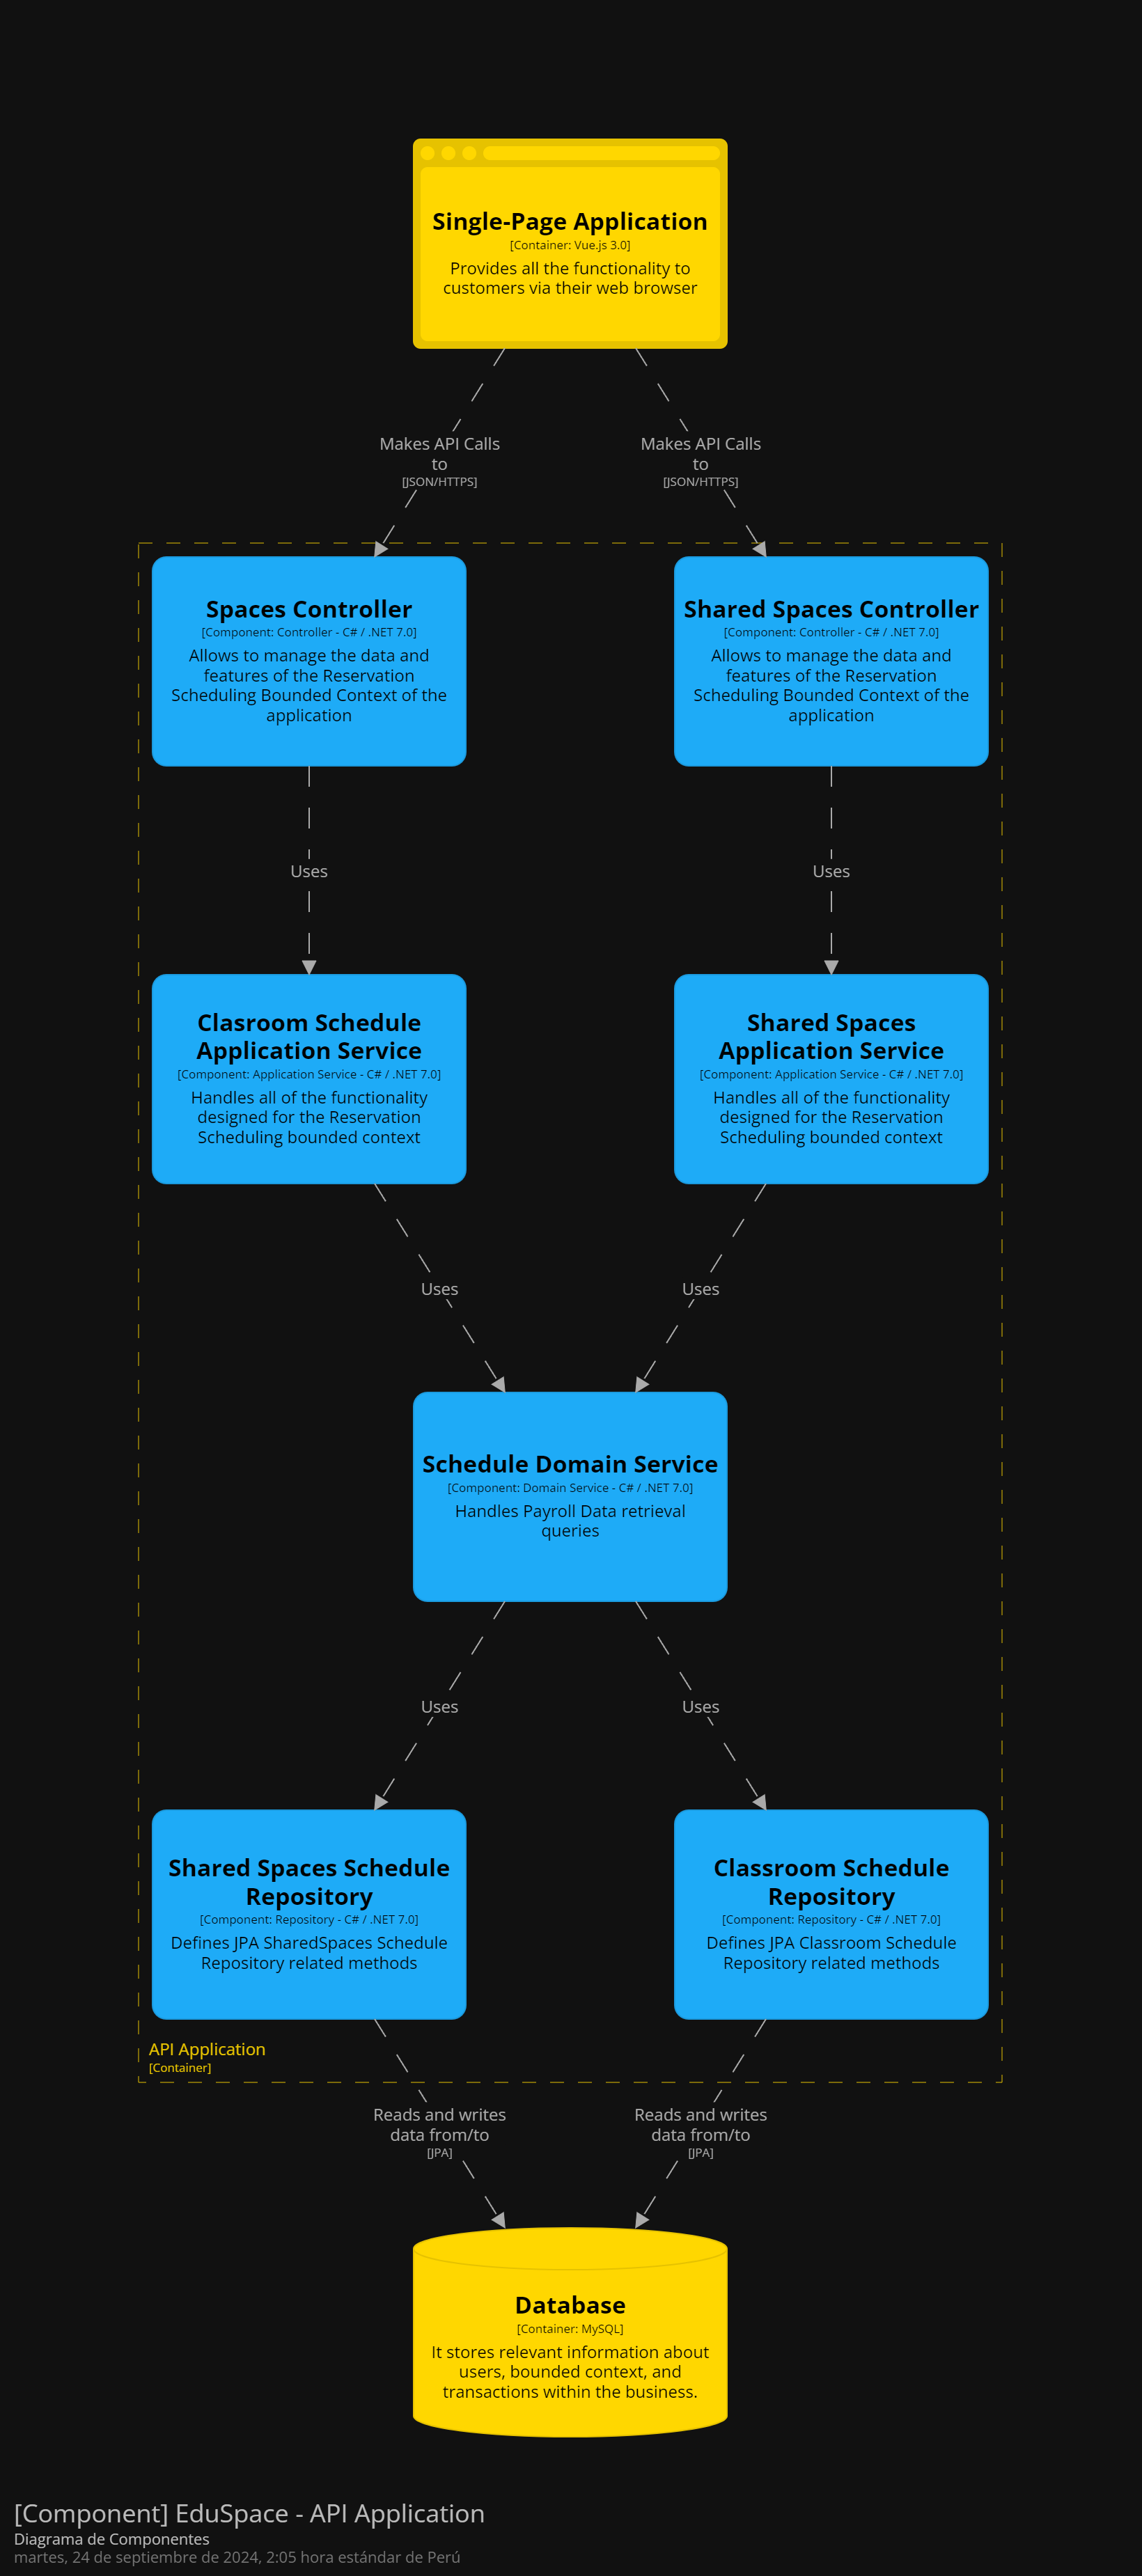 Single-Page Application
[Container: Vue.js 3.0]
Provides all the functionality to
customers via their web browser
Makes API Calls
to
[JSON/HTTPS]
Makes API Calls
to
[JSON/HTTPS]
Spaces Controller
[Component: Controller - C# / .NET 7.0]
Allows to manage the data and
features of the Reservation
Scheduling Bounded Context of the
application
Shared Spaces Controller
[Component: Controller - C# / .NET 7.0]
Allows to manage the data and
features of the Reservation
Scheduling Bounded Context of the
application
Uses
Uses
Clasroom Schedule
Application Service
[Component: Application Service - C# / .NET 7.0]
Handles all of the functionality
designed for the Reservation
Scheduling bounded context
Shared Spaces
Application Service
[Component: Application Service - C# / .NET 7.0]
Handles all of the functionality
designed for the Reservation
Scheduling bounded context
Uses
Uses
Schedule Domain Service
[Component: Domain Service - C# / .NET 7.0]
Handles Payroll Data retrieval
queries
Uses
Uses
Shared Spaces Schedule
Repository
[Component: Repository - C# / .NET 7.0]
Defines JPA SharedSpaces Schedule
Repository related methods
Classroom Schedule
Repository
[Component: Repository - C# / .NET 7.0]
Defines JPA Classroom Schedule
Repository related methods
API Application
[Container]
Reads and writes
data from/to
[JPA]
Reads and writes
data from/to
[JPA]
Database
[Container: MySQL]
It stores relevant information about
users, bounded context, and
transactions within the business.
[Component] EduSpace - API Application
Diagrama de Componentes
martes, 24 de septiembre de 2024, 2:05 hora estándar de Perú